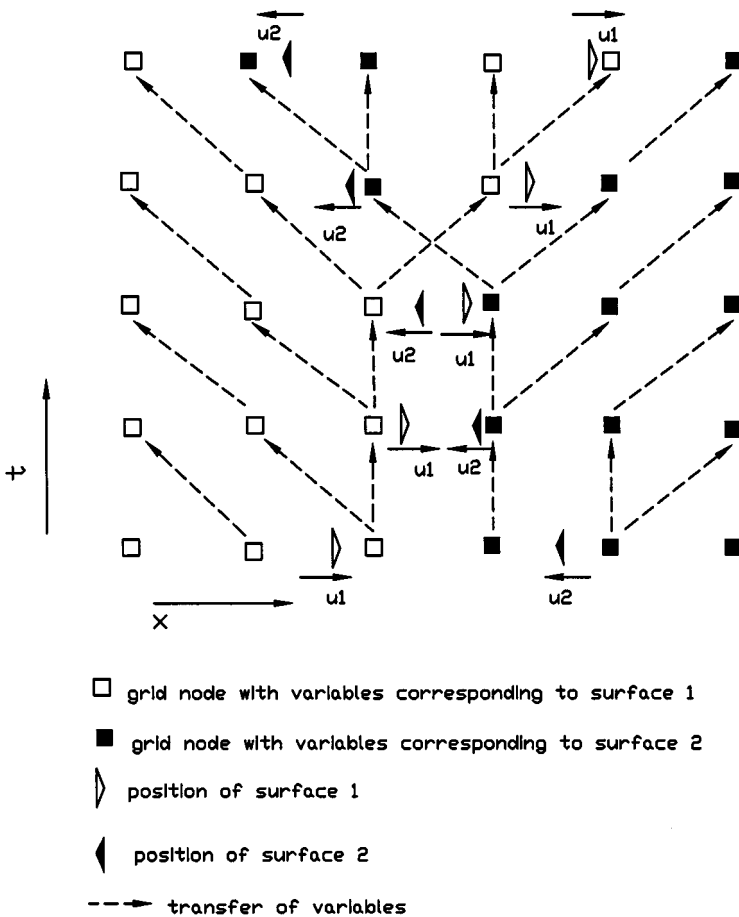 u2
u1
u2
u1
u2
u1
u1
u2
t
u1
u2
x
grid node with variables corresponding to surface 1
grid node with variables corresponding to surface 2
position of surface 1
position of surface 2
transfer of variables